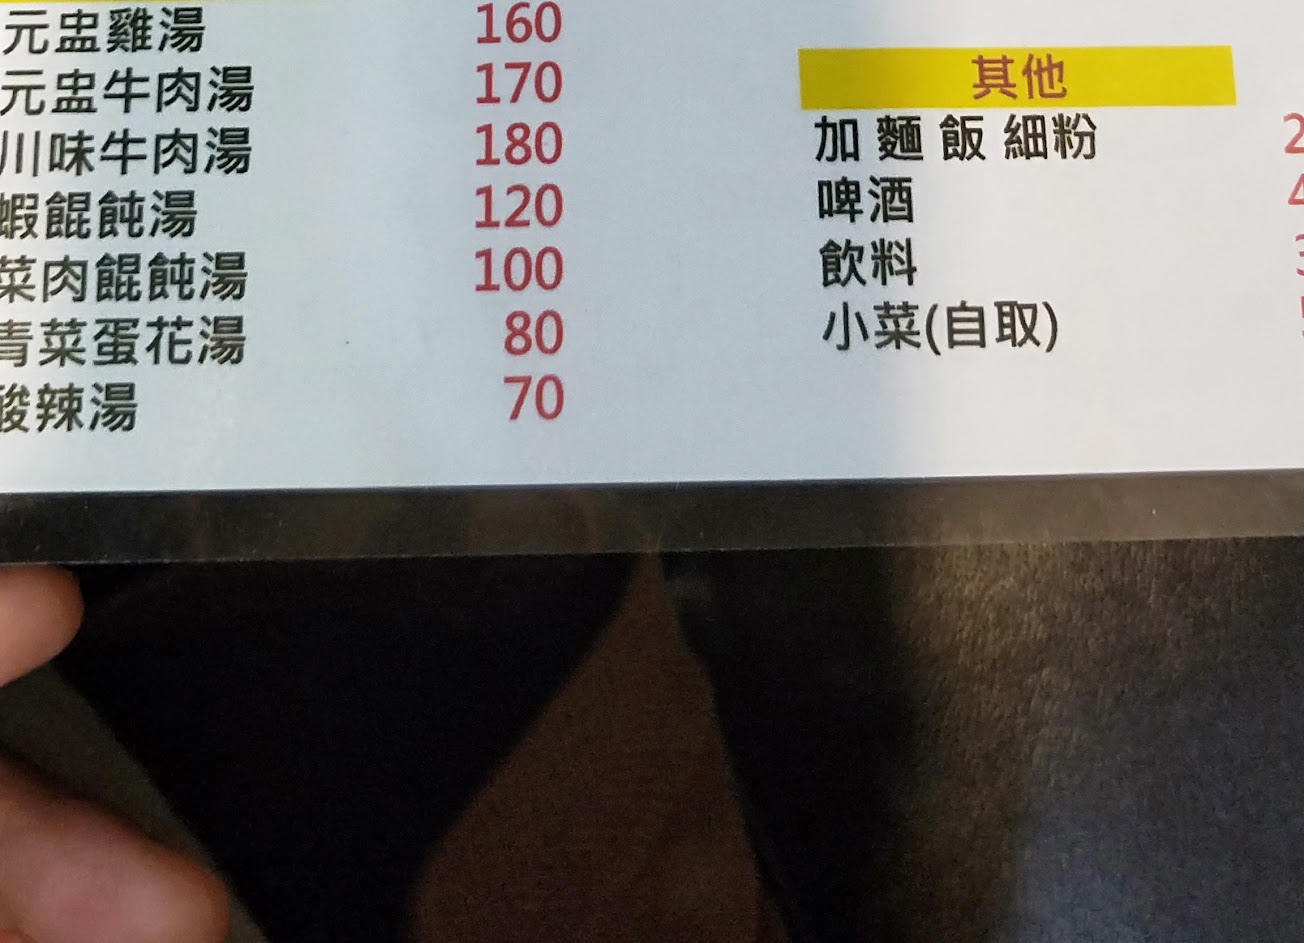 元盅雞湯 160
元盅牛肉湯 170
川味牛肉湯 180
蝦餛飩湯 120
菜肉餛飩湯 100
青菜蛋花湯 80
酸辣湯 70
其他
加 麵 飯 細粉
啤酒
飲料
小菜(自取)